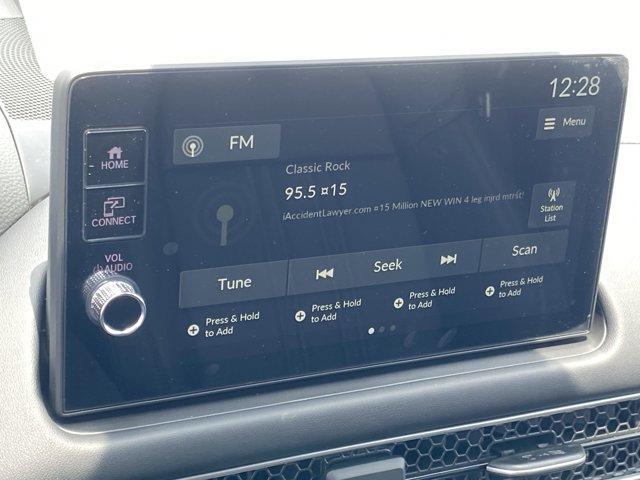 12:28
HOME
FM
Menu
Classic Rock
95.5 ¤15
iAccidentLawyer.com ¤15 Million NEW WIN 4 leg injrd mtrst!
CONNECT
Station
List
VOL
AUDIO
Tune
Seek
Scan
Press & Hold
to Add
Press & Hold
to Add
Press & Hold
to Add
Press & Hold
to Add